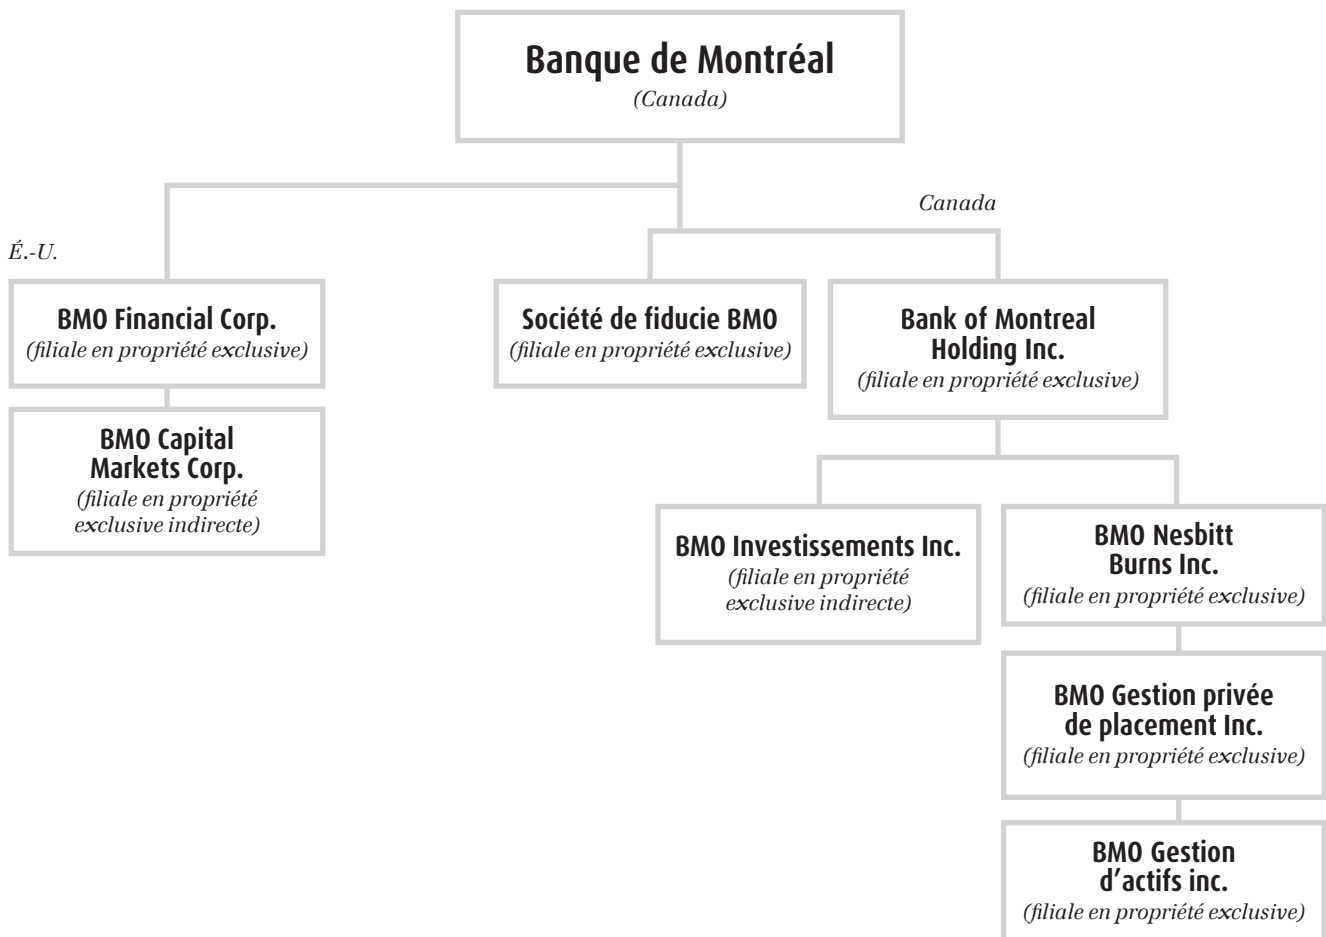 Banque de Montréal
(Canada)
Canada
É.-U.
BMO Financial Corp.
(filiale en propriété exclusive)
Société de fiducie BMO
(filiale en propriété exclusive)
Bank of Montreal
Holding Inc.
(filiale en propriété exclusive)
BMO Capital
Markets Corp.
(filiale en propriété
exclusive indirecte)
BMO Investissements Inc.
(filiale en propriété
exclusive indirecte)
BMO Nesbitt
Burns Inc.
(filiale en propriété exclusive)
BMO Gestion privée
de placement Inc.
(filiale en propriété exclusive)
BMO Gestion
d'actifs inc.
(filiale en propriété exclusive)